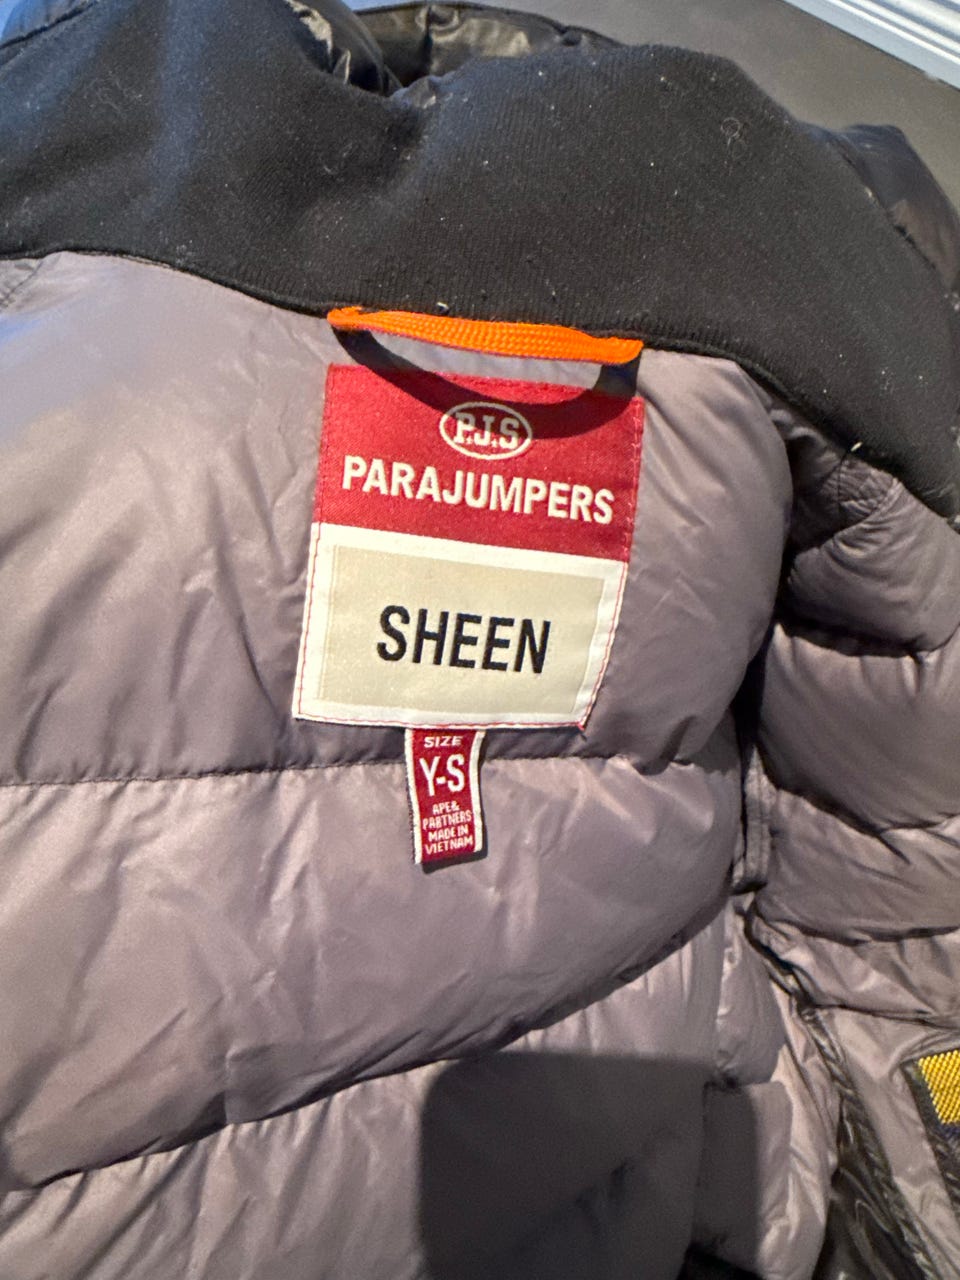 P.J.S
PARAJUMPERS
SHEEN
SIZE
Y-S
APE&
PARTNERS
MADE IN
VIETNAM